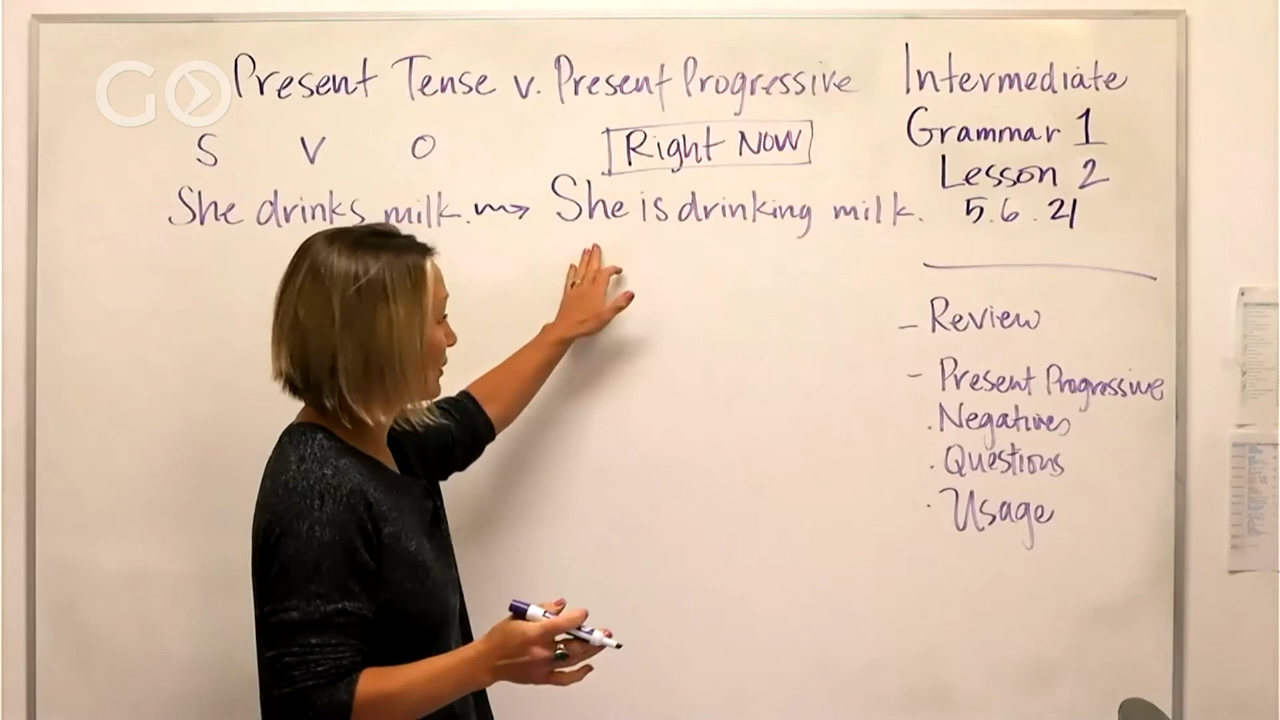 GO
Present Tense v. Present Progressive
S V O
Right Now
She drinks milk. → She is drinking milk.
Intermediate
Grammar 1
Lesson 2
5.6.21
- Review
- Present Progressive
. Negatives
. Questions
. Usage